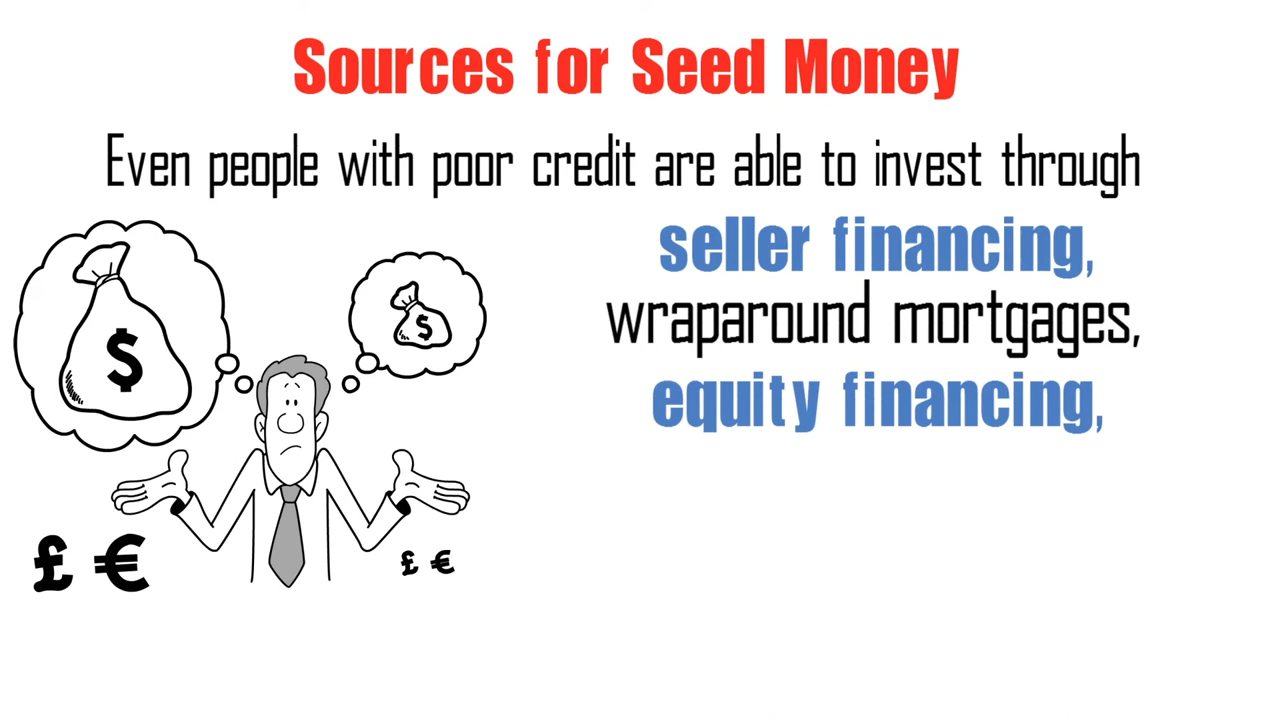 Sources for Seed Money
Even people with poor credit are able to invest through
seller financing,
wraparound mortgages,
equity financing,
$
$
£ €
£ €